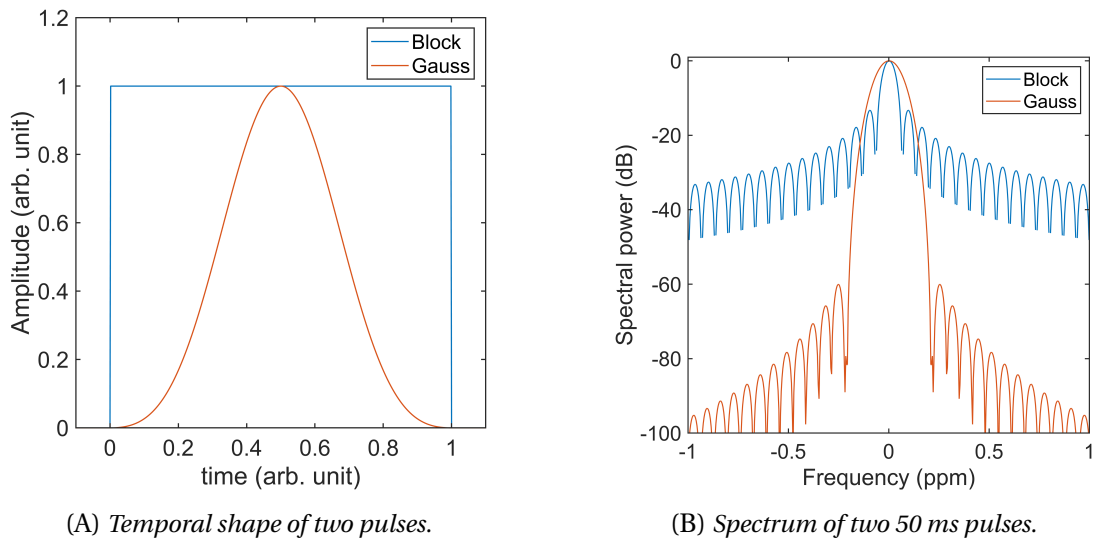 1.2
1
0.8
0.6
0.4
0.2
0
Amplitude (arb. unit)
0 0.2 0.4 0.6 0.8 1
time (arb. unit)
Block
Gauss
(A) Temporal shape of two pulses.
0
-20
-40
-60
-80
-100
Spectral power (dB)
-1 -0.5 0 0.5 1
Frequency (ppm)
Block
Gauss
(B) Spectrum of two 50 ms pulses.